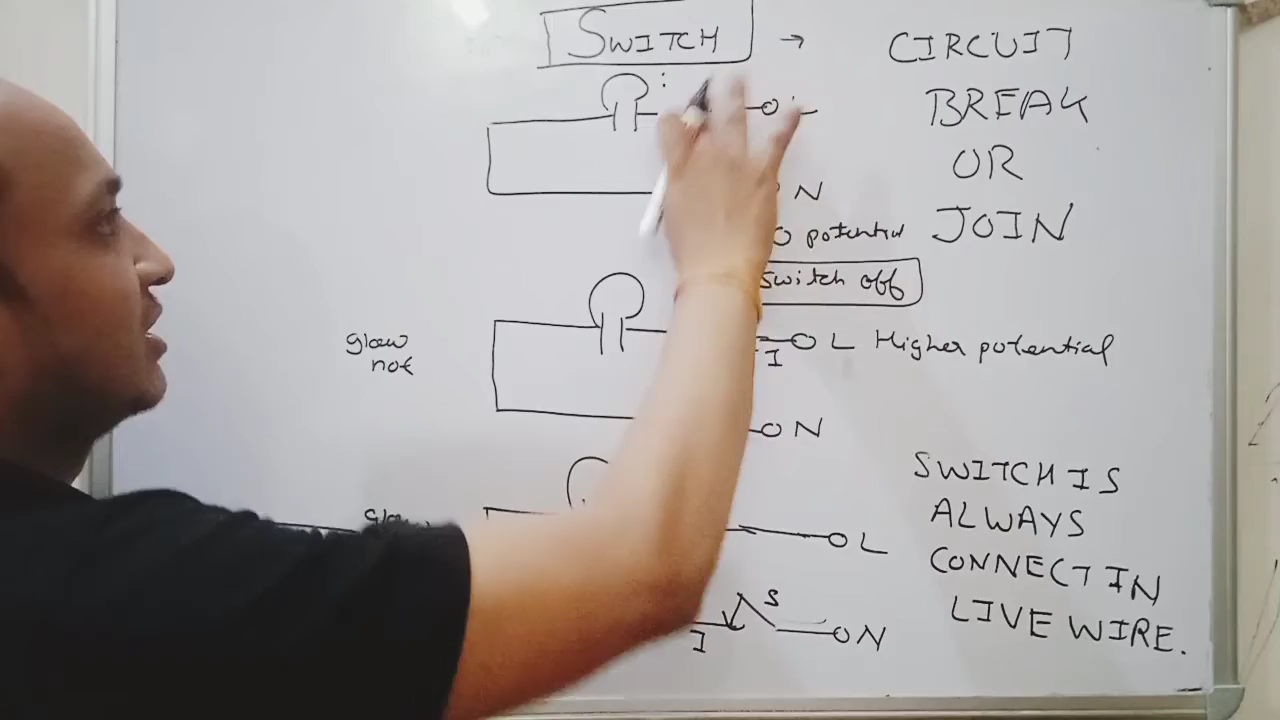 SWITCH → CIRCUIT
BREAK
OR
JOIN
L
N
O potential
Switch off
glow
not
I
L Higher potential
N
SWITCH IS
ALWAYS
CONNECT IN
LIVE WIRE.
L
S
I
N